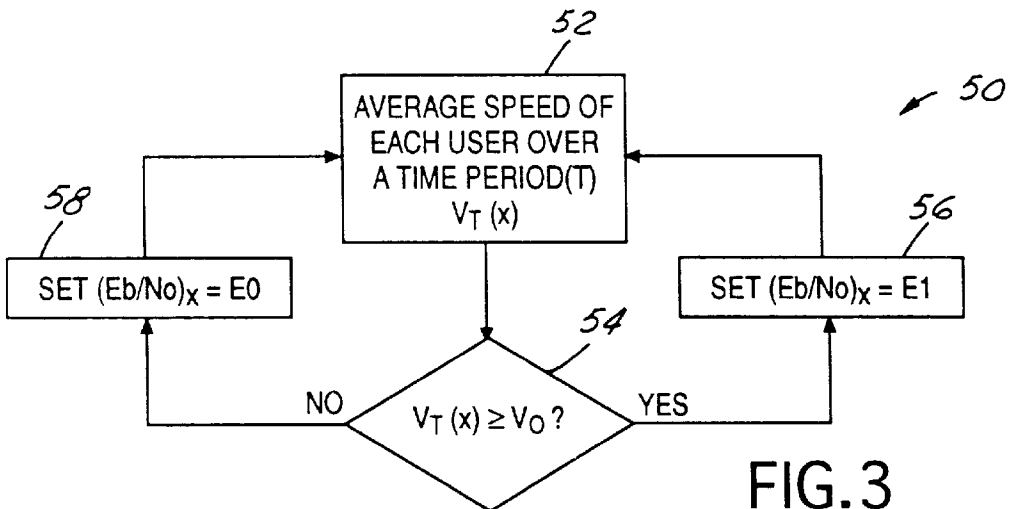 52
50
AVERAGE SPEED OF
EACH USER OVER
A TIME PERIOD(T)
V_T (x)
58
56
SET (Eb/No)_X = E0
SET (Eb/No)_X = E1
54
NO
V_T (x) ≥ V_O ?
YES
FIG.3